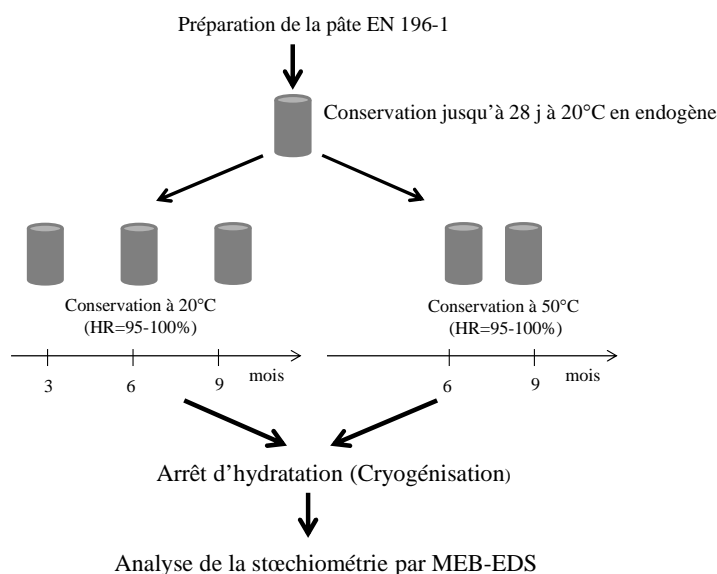 Préparation de la pâte EN 196-1
Conservation jusqu'à 28 j à 20°C en endogène
Conservation à 20°C
(HR=95-100%)
Conservation à 50°C
(HR=95-100%)
3 6 9 mois
6 9 mois
Arrêt d'hydratation (Cryogénisation)
Analyse de la stœchiométrie par MEB-EDS